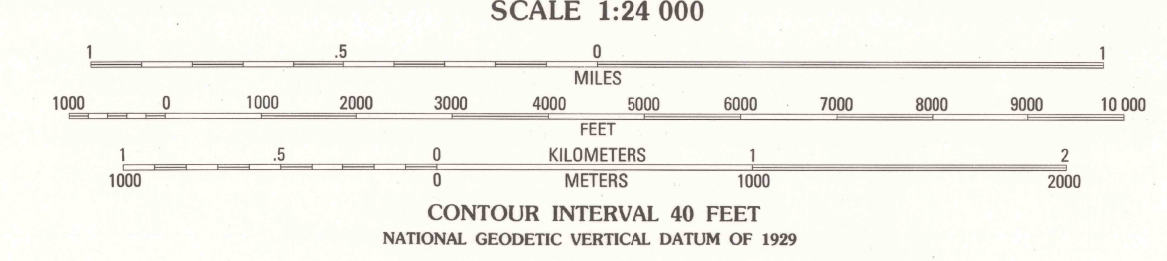 SCALE 1:24 000
1 .5 0 1
MILES
1000 0 1000 2000 3000 4000 5000 6000 7000 8000 9000 10 000
FEET
1 .5 0 KILOMETERS 1 2
1000 0 METERS 1000 2000
CONTOUR INTERVAL 40 FEET
NATIONAL GEODETIC VERTICAL DATUM OF 1929